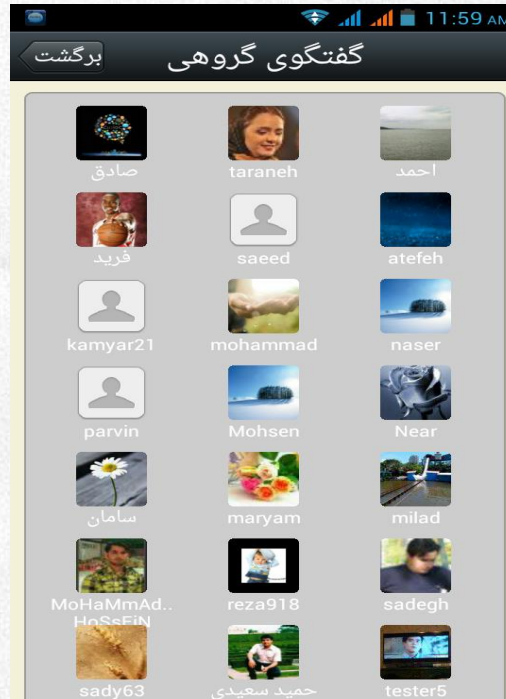 11:59 AM
گفتگوی گروهی
برگشت
صادق taraneh احمد
فرید saeed atefeh
kamyar21 mohammad naser
parvin Mohsen Near
سامان maryam milad
MoHaMmAd.. reza918 sadegh
HoSsEiN
sady63 حمید سعیدی tester5